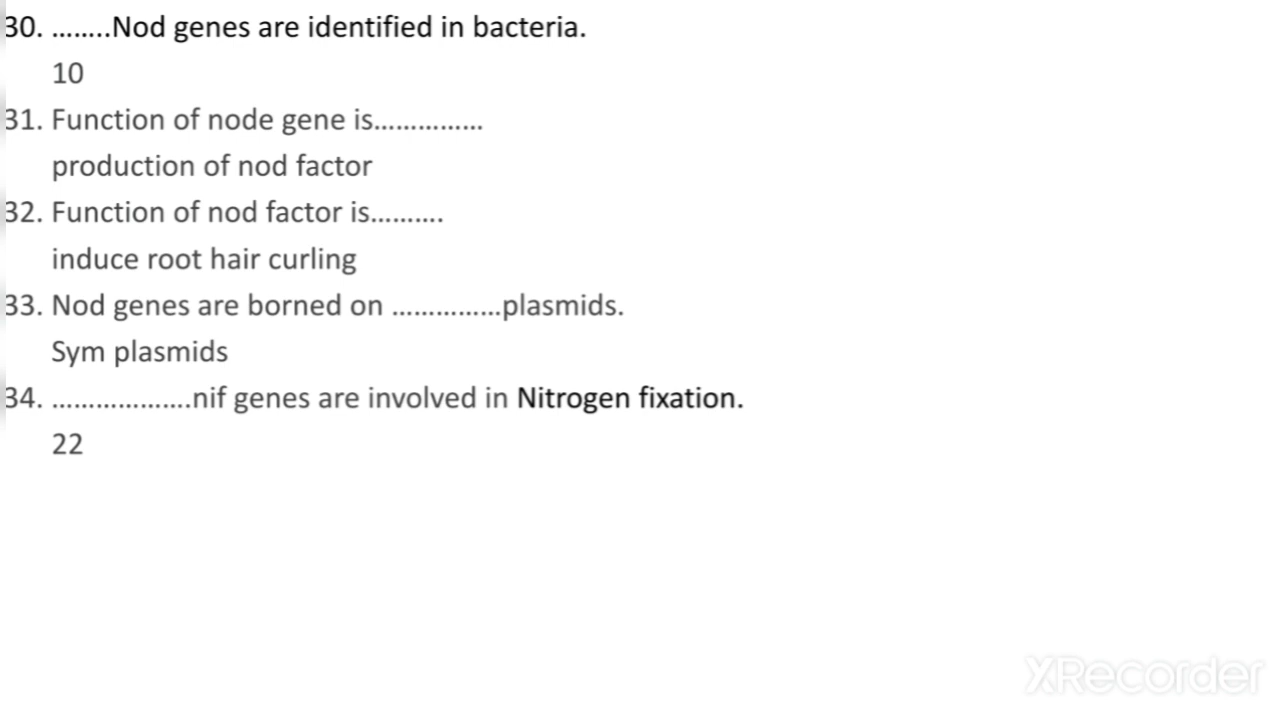 30. ........Nod genes are identified in bacteria.
10
31. Function of node gene is...............
production of nod factor
32. Function of nod factor is..........
induce root hair curling
33. Nod genes are borned on ...............plasmids.
Sym plasmids
34. ...................nif genes are involved in Nitrogen fixation.
22
XRecorder